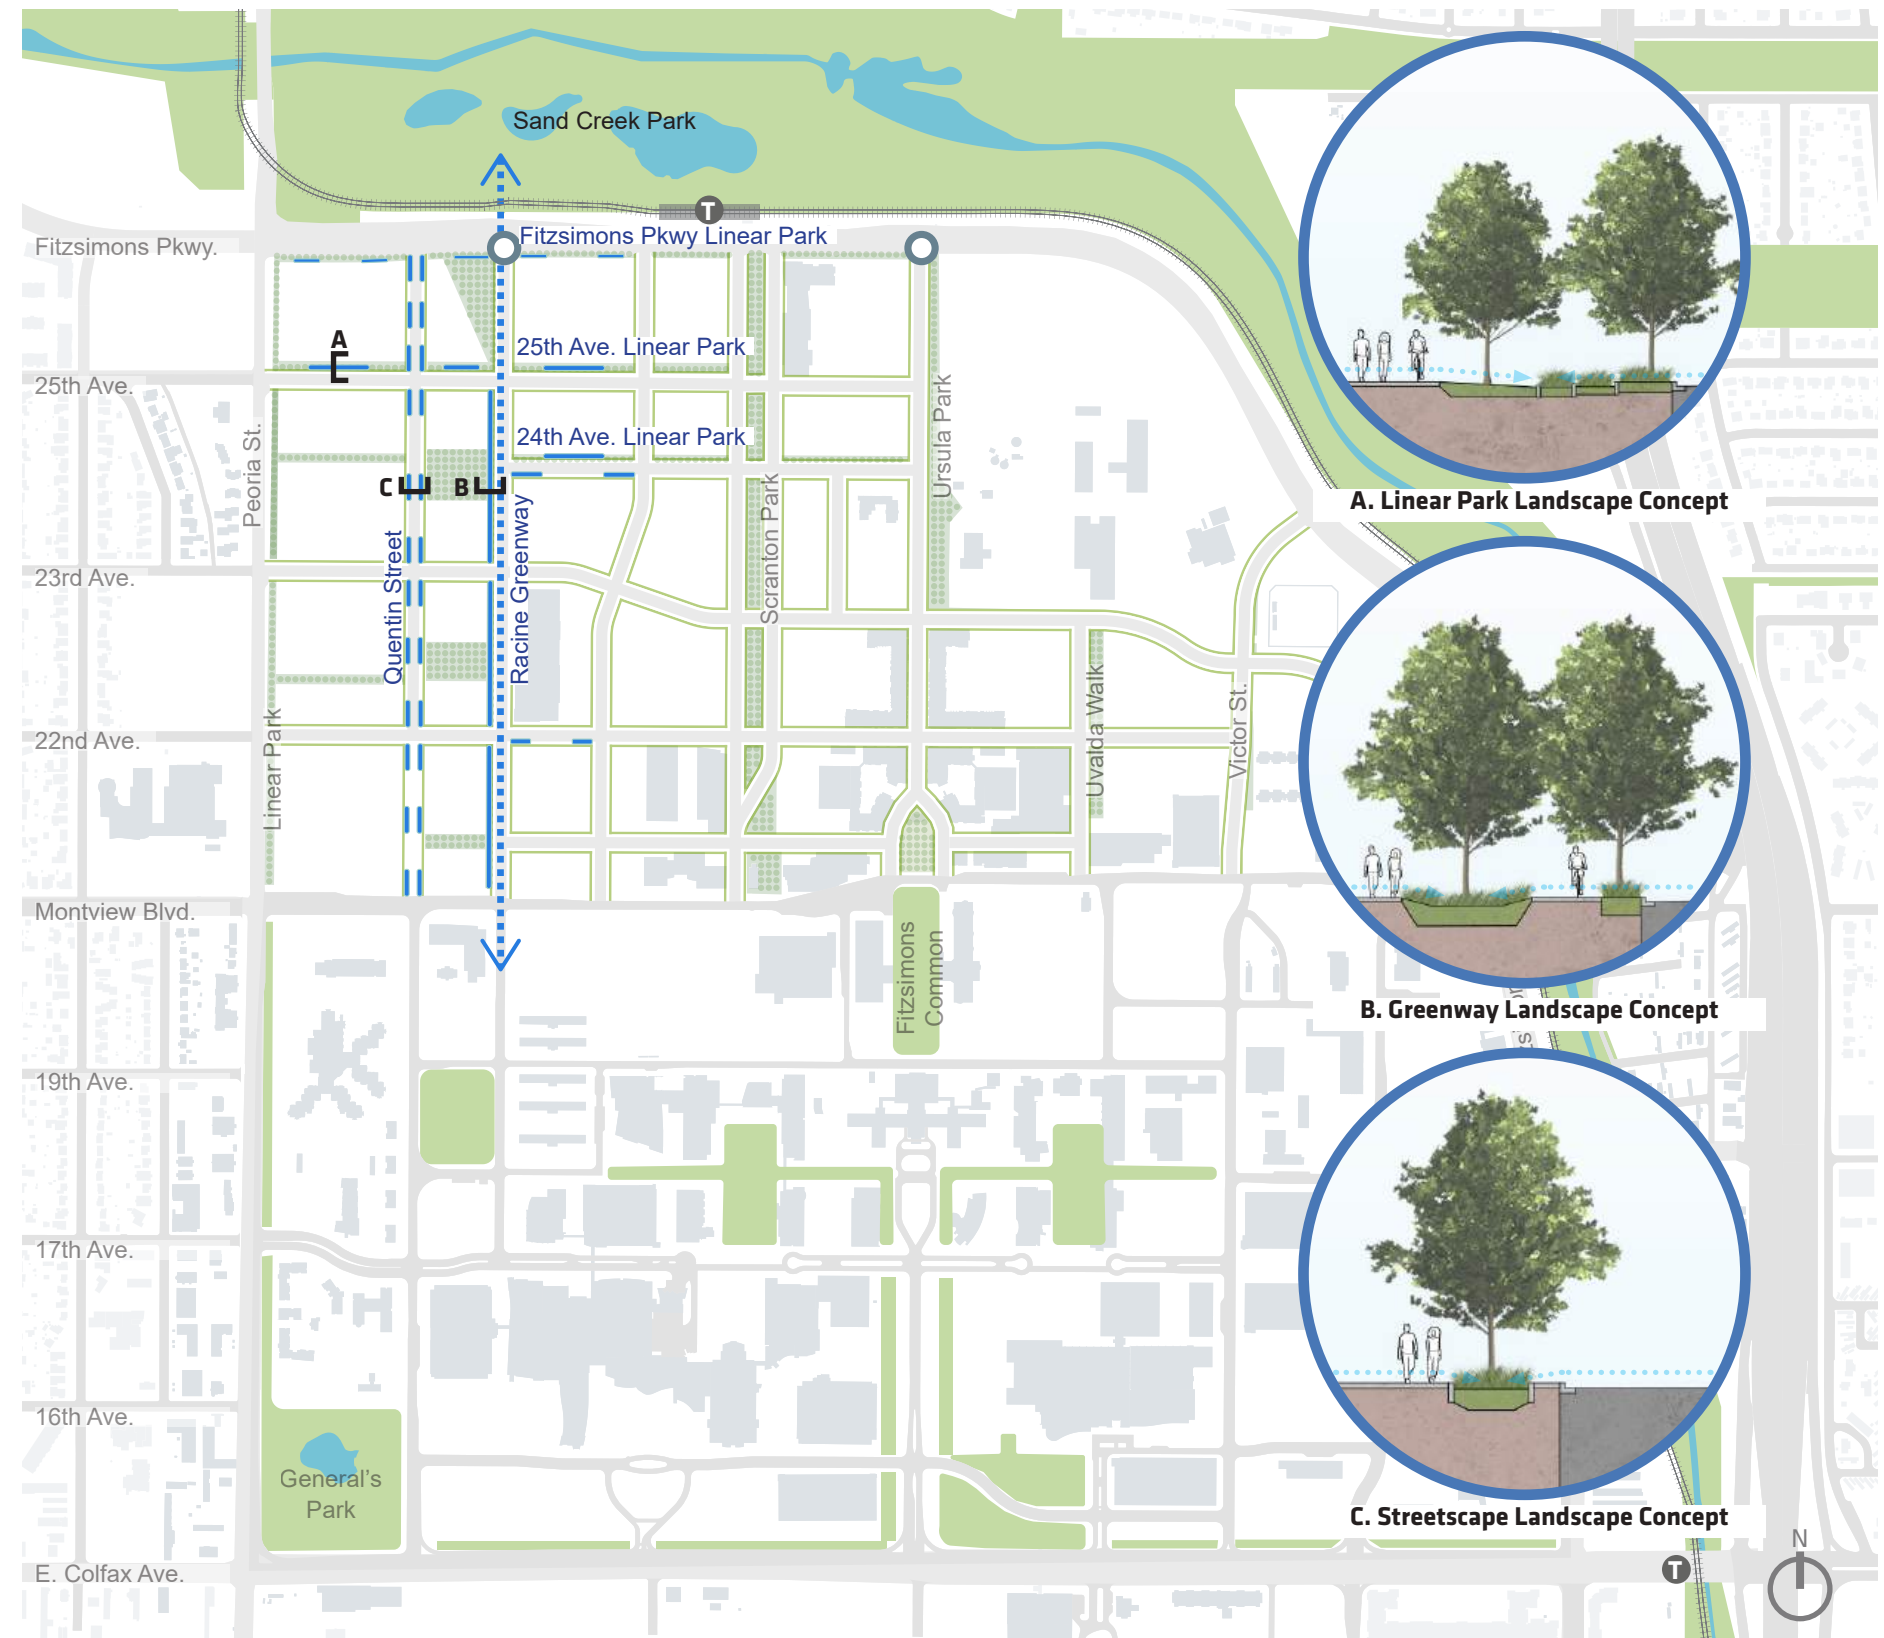 Sand Creek Park
T
Fitzsimons Pkwy Linear Park
Fitzsimons Pkwy.
A
25th Ave. Linear Park
25th Ave.
24th Ave. Linear Park
Peoria St.
Ursula Park
C
B
Scranton Park
Racine Greenway
Quentin Street
23rd Ave.
A. Linear Park Landscape Concept
Linear Park
22nd Ave.
Uvalda Walk
Victor St.
Montview Blvd.
Fitzsimons
Common
B. Greenway Landscape Concept
19th Ave.
17th Ave.
16th Ave.
General's
Park
C. Streetscape Landscape Concept
E. Colfax Ave.
T
N